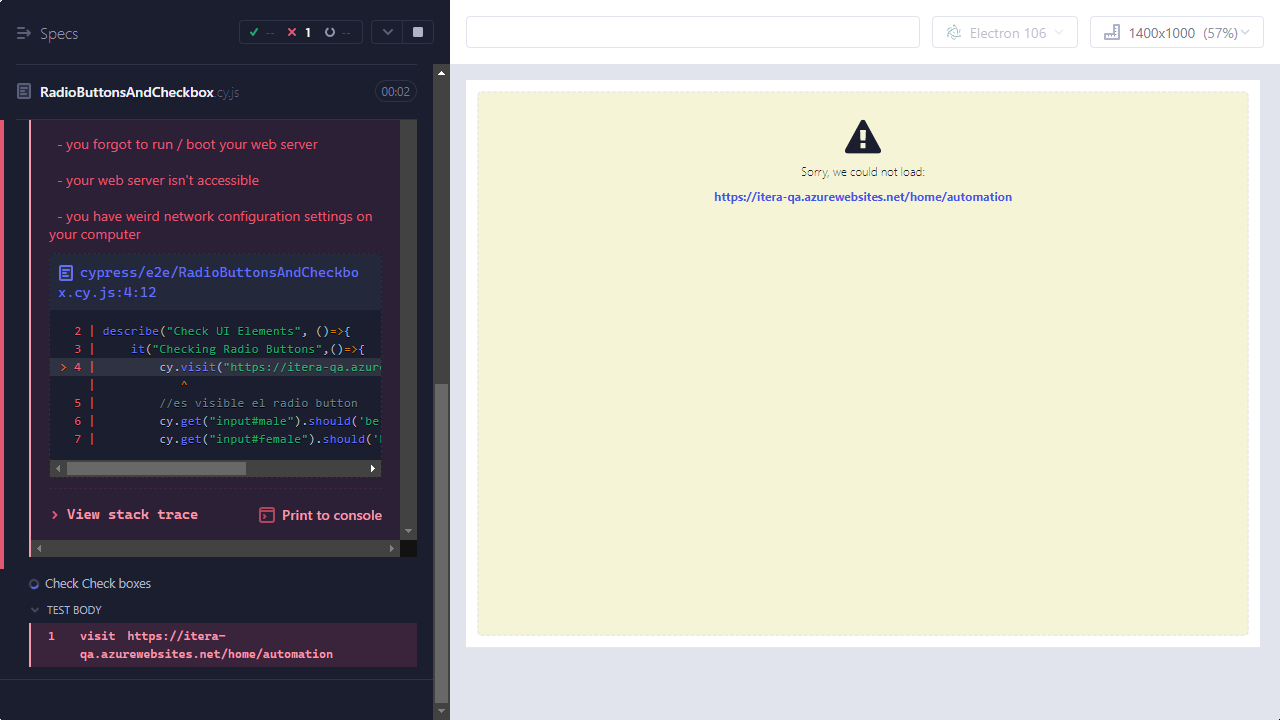 Specs
-- 1 --
Electron 106
1400x1000 (57%)
RadioButtonsAndCheckbox.cy.js
00:02
- you forgot to run / boot your web server
- your web server isn't accessible
- you have weird network configuration settings on
your computer
cypress/e2e/RadioButtonsAndCheckbo
x.cy.js:4:12
2 | describe("Check UI Elements", ()=>{
3 | it("Checking Radio Buttons",()=>{
> 4 | cy.visit("https://itera-qa.azure
| ^
5 | //es visible el radio button
6 | cy.get("input#male").should('be
7 | cy.get("input#female").should('
> View stack trace
Print to console
Check Check boxes
TEST BODY
1 visit https://itera-
qa.azurewebsites.net/home/automation
Sorry, we could not load:
https://itera-qa.azurewebsites.net/home/automation